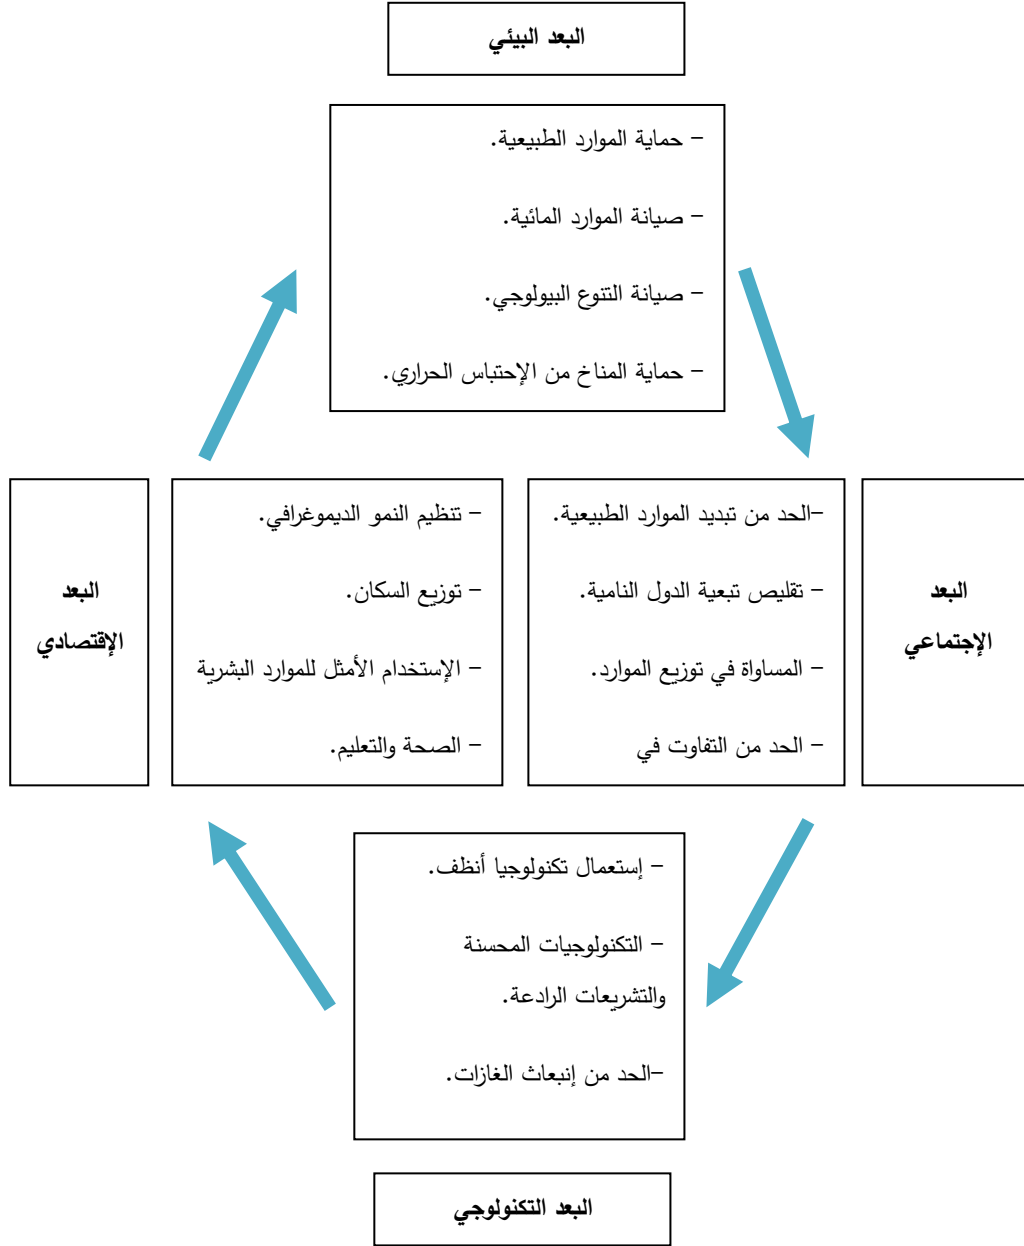 البعد البيئي
– حماية الموارد الطبيعية.
– صيانة الموارد المائية.
– صيانة التنوع البيولوجي.
– حماية المناخ من الإحتباس الحراري.
البعد
الإجتماعي
–الحد من تبديد الموارد الطبيعية.
– تقليص تبعية الدول النامية.
– المساواة في توزيع الموارد.
– الحد من التفاوت في
– تنظيم النمو الديموغرافي.
– توزيع السكان.
– الإستخدام الأمثل للموارد البشرية
– الصحة والتعليم.
البعد
الإقتصادي
– إستعمال تكنولوجيا أنظف.
– التكنولوجيات المحسنة
والتشريعات الرادعة.
–الحد من إنبعاث الغازات.
البعد التكنولوجي